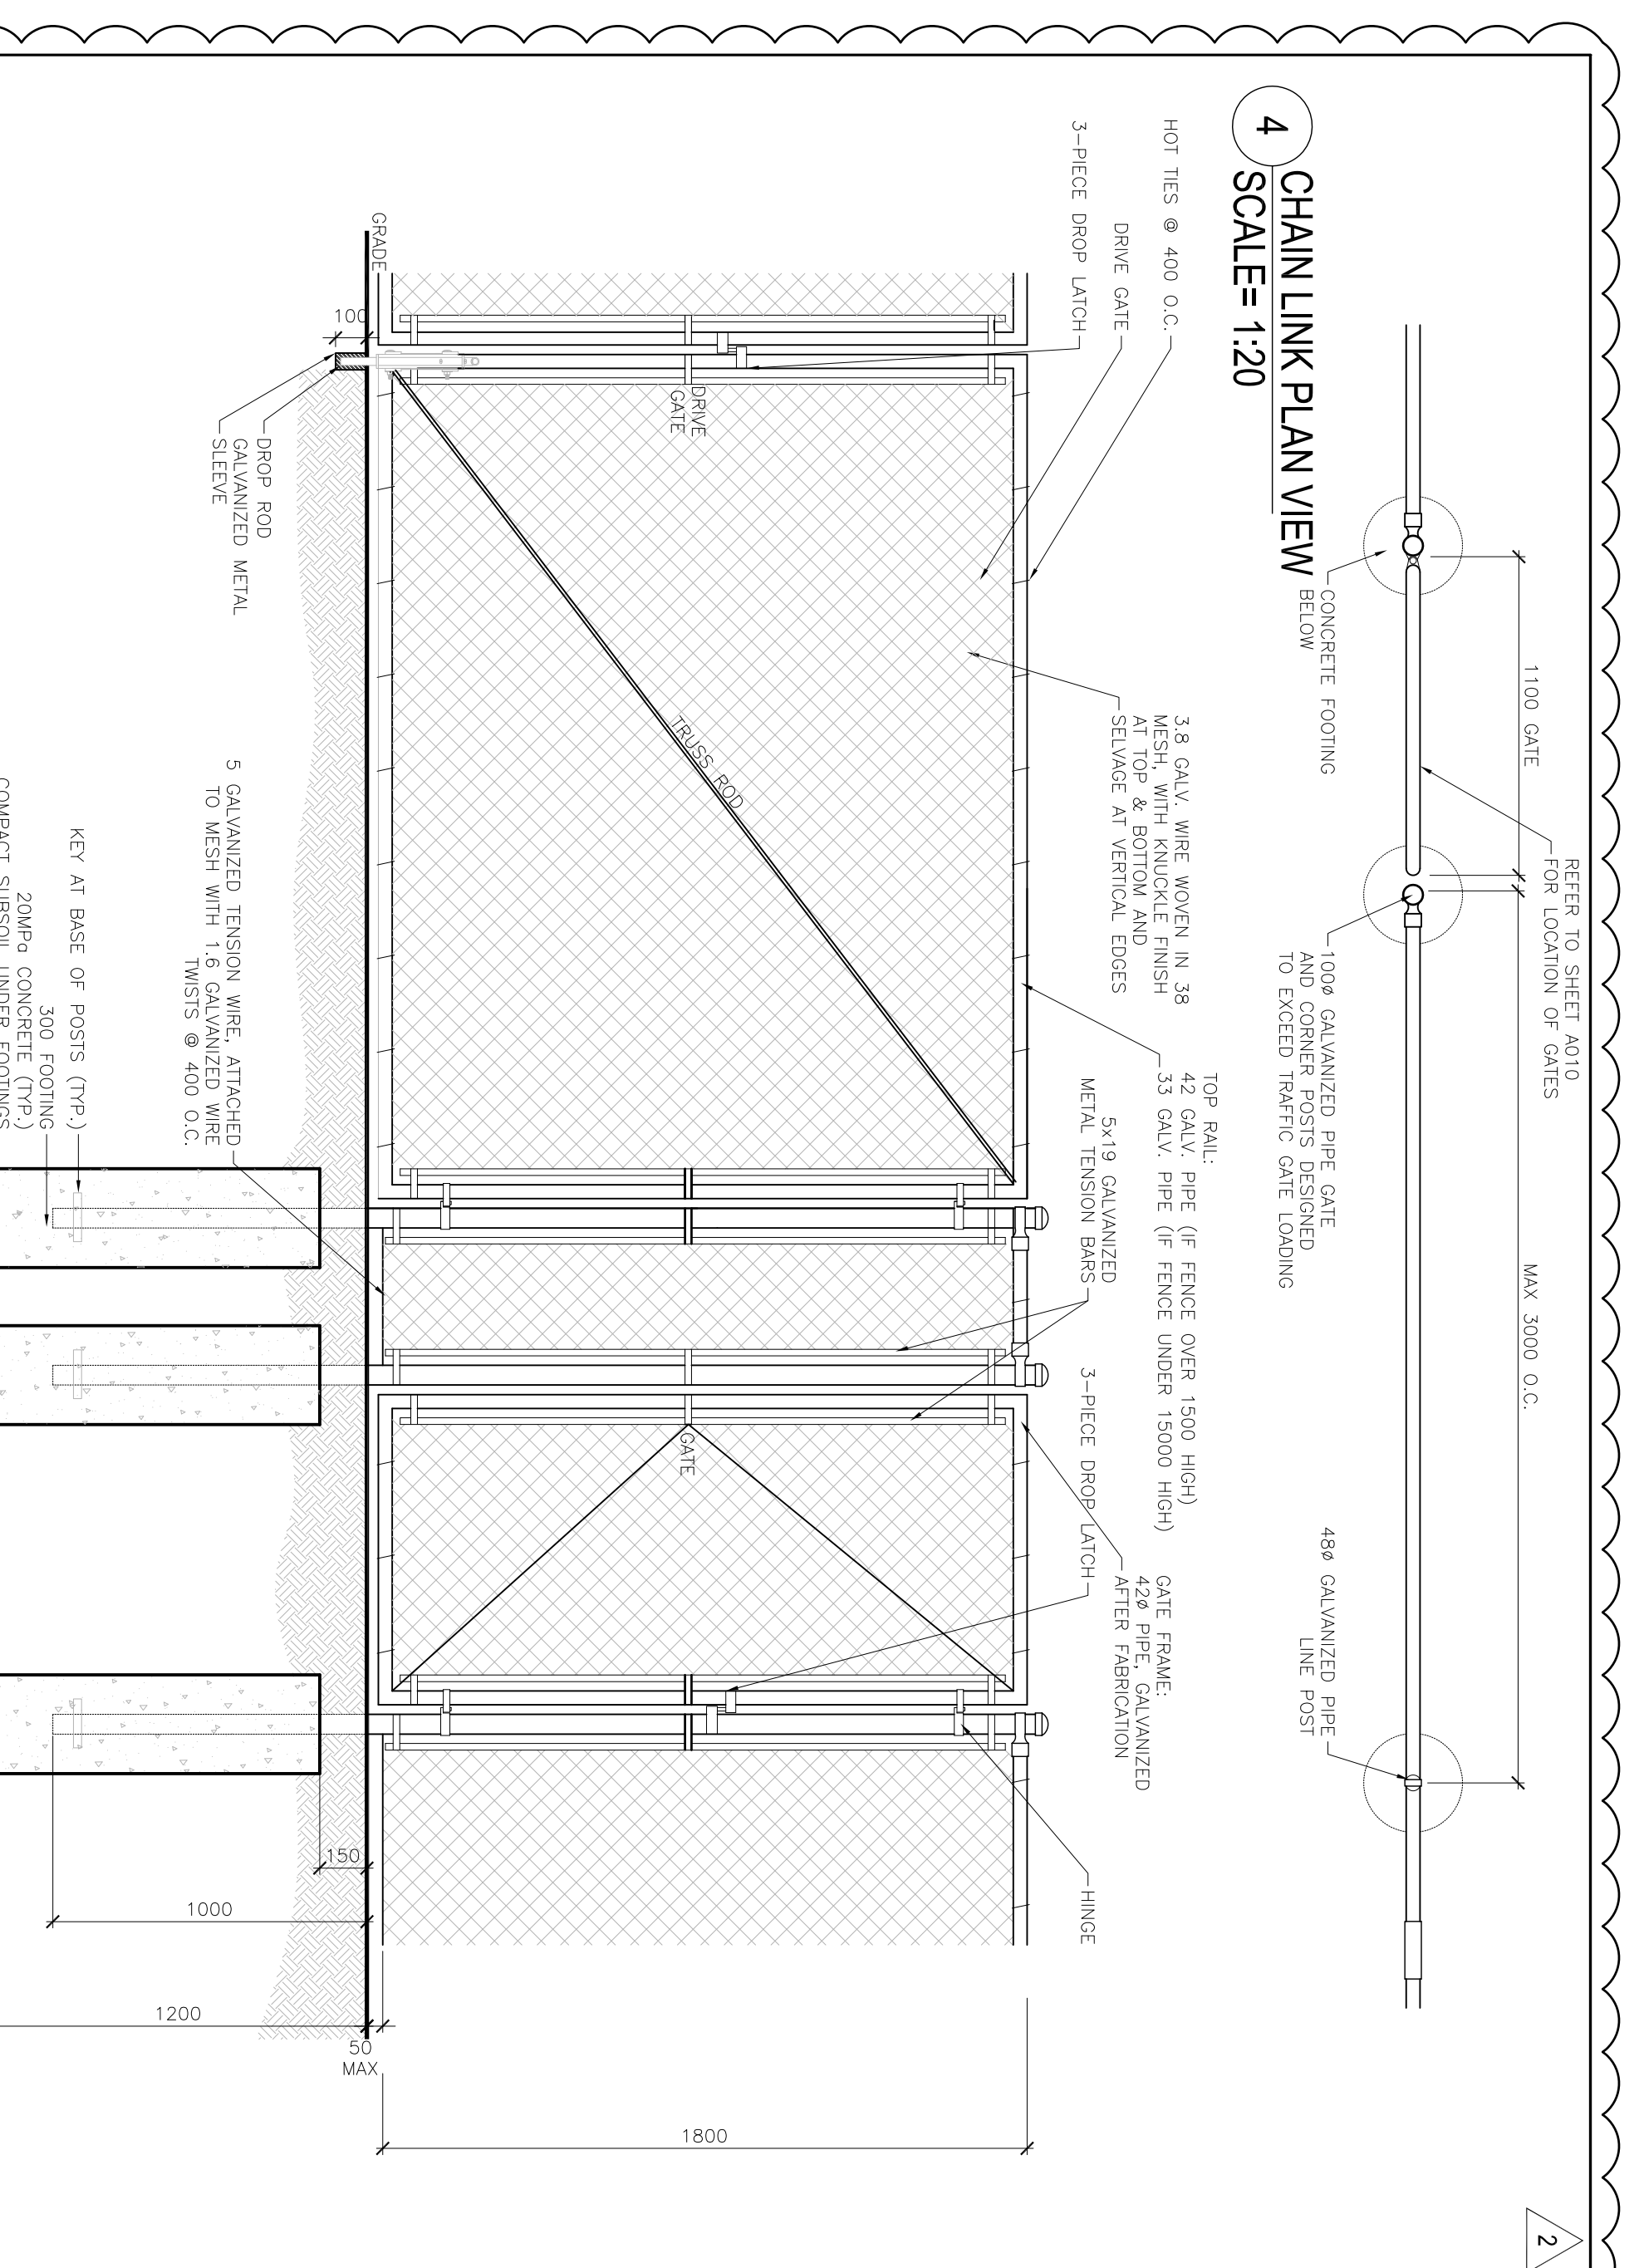 REFER TO SHEET A010
FOR LOCATION OF GATES
1100 GATE
MAX 3000 O.C.
2
CONCRETE FOOTING
BELOW
100ø GALVANIZED PIPE GATE
AND CORNER POSTS DESIGNED
TO EXCEED TRAFFIC GATE LOADING
48ø GALVANIZED PIPE
LINE POST
4
CHAIN LINK PLAN VIEW
SCALE= 1:20
HOT TIES @ 400 O.C.
DRIVE GATE
3-PIECE DROP LATCH
3.8 GALV. WIRE WOVEN IN 38
MESH, WITH KNUCKLE FINISH
AT TOP & BOTTOM AND
SELVAGE AT VERTICAL EDGES
TOP RAIL:
42 GALV. PIPE (IF FENCE OVER 1500 HIGH)
33 GALV. PIPE (IF FENCE UNDER 15000 HIGH)
5x19 GALVANIZED
METAL TENSION BARS
GATE FRAME:
42ø PIPE, GALVANIZED
AFTER FABRICATION
3-PIECE DROP LATCH
HINGE
DRIVE
GATE
TRUSS ROD
GATE
1800
GRADE
50
MAX
100
150
1000
1200
DROP ROD
GALVANIZED METAL
SLEEVE
5 GALVANIZED TENSION WIRE, ATTACHED
TO MESH WITH 1.6 GALVANIZED WIRE
TWISTS @ 400 O.C.
KEY AT BASE OF POSTS (TYP.)
300 FOOTING
20MPa CONCRETE (TYP.)
COMPACT SUBSOIL UNDER FOOTINGS